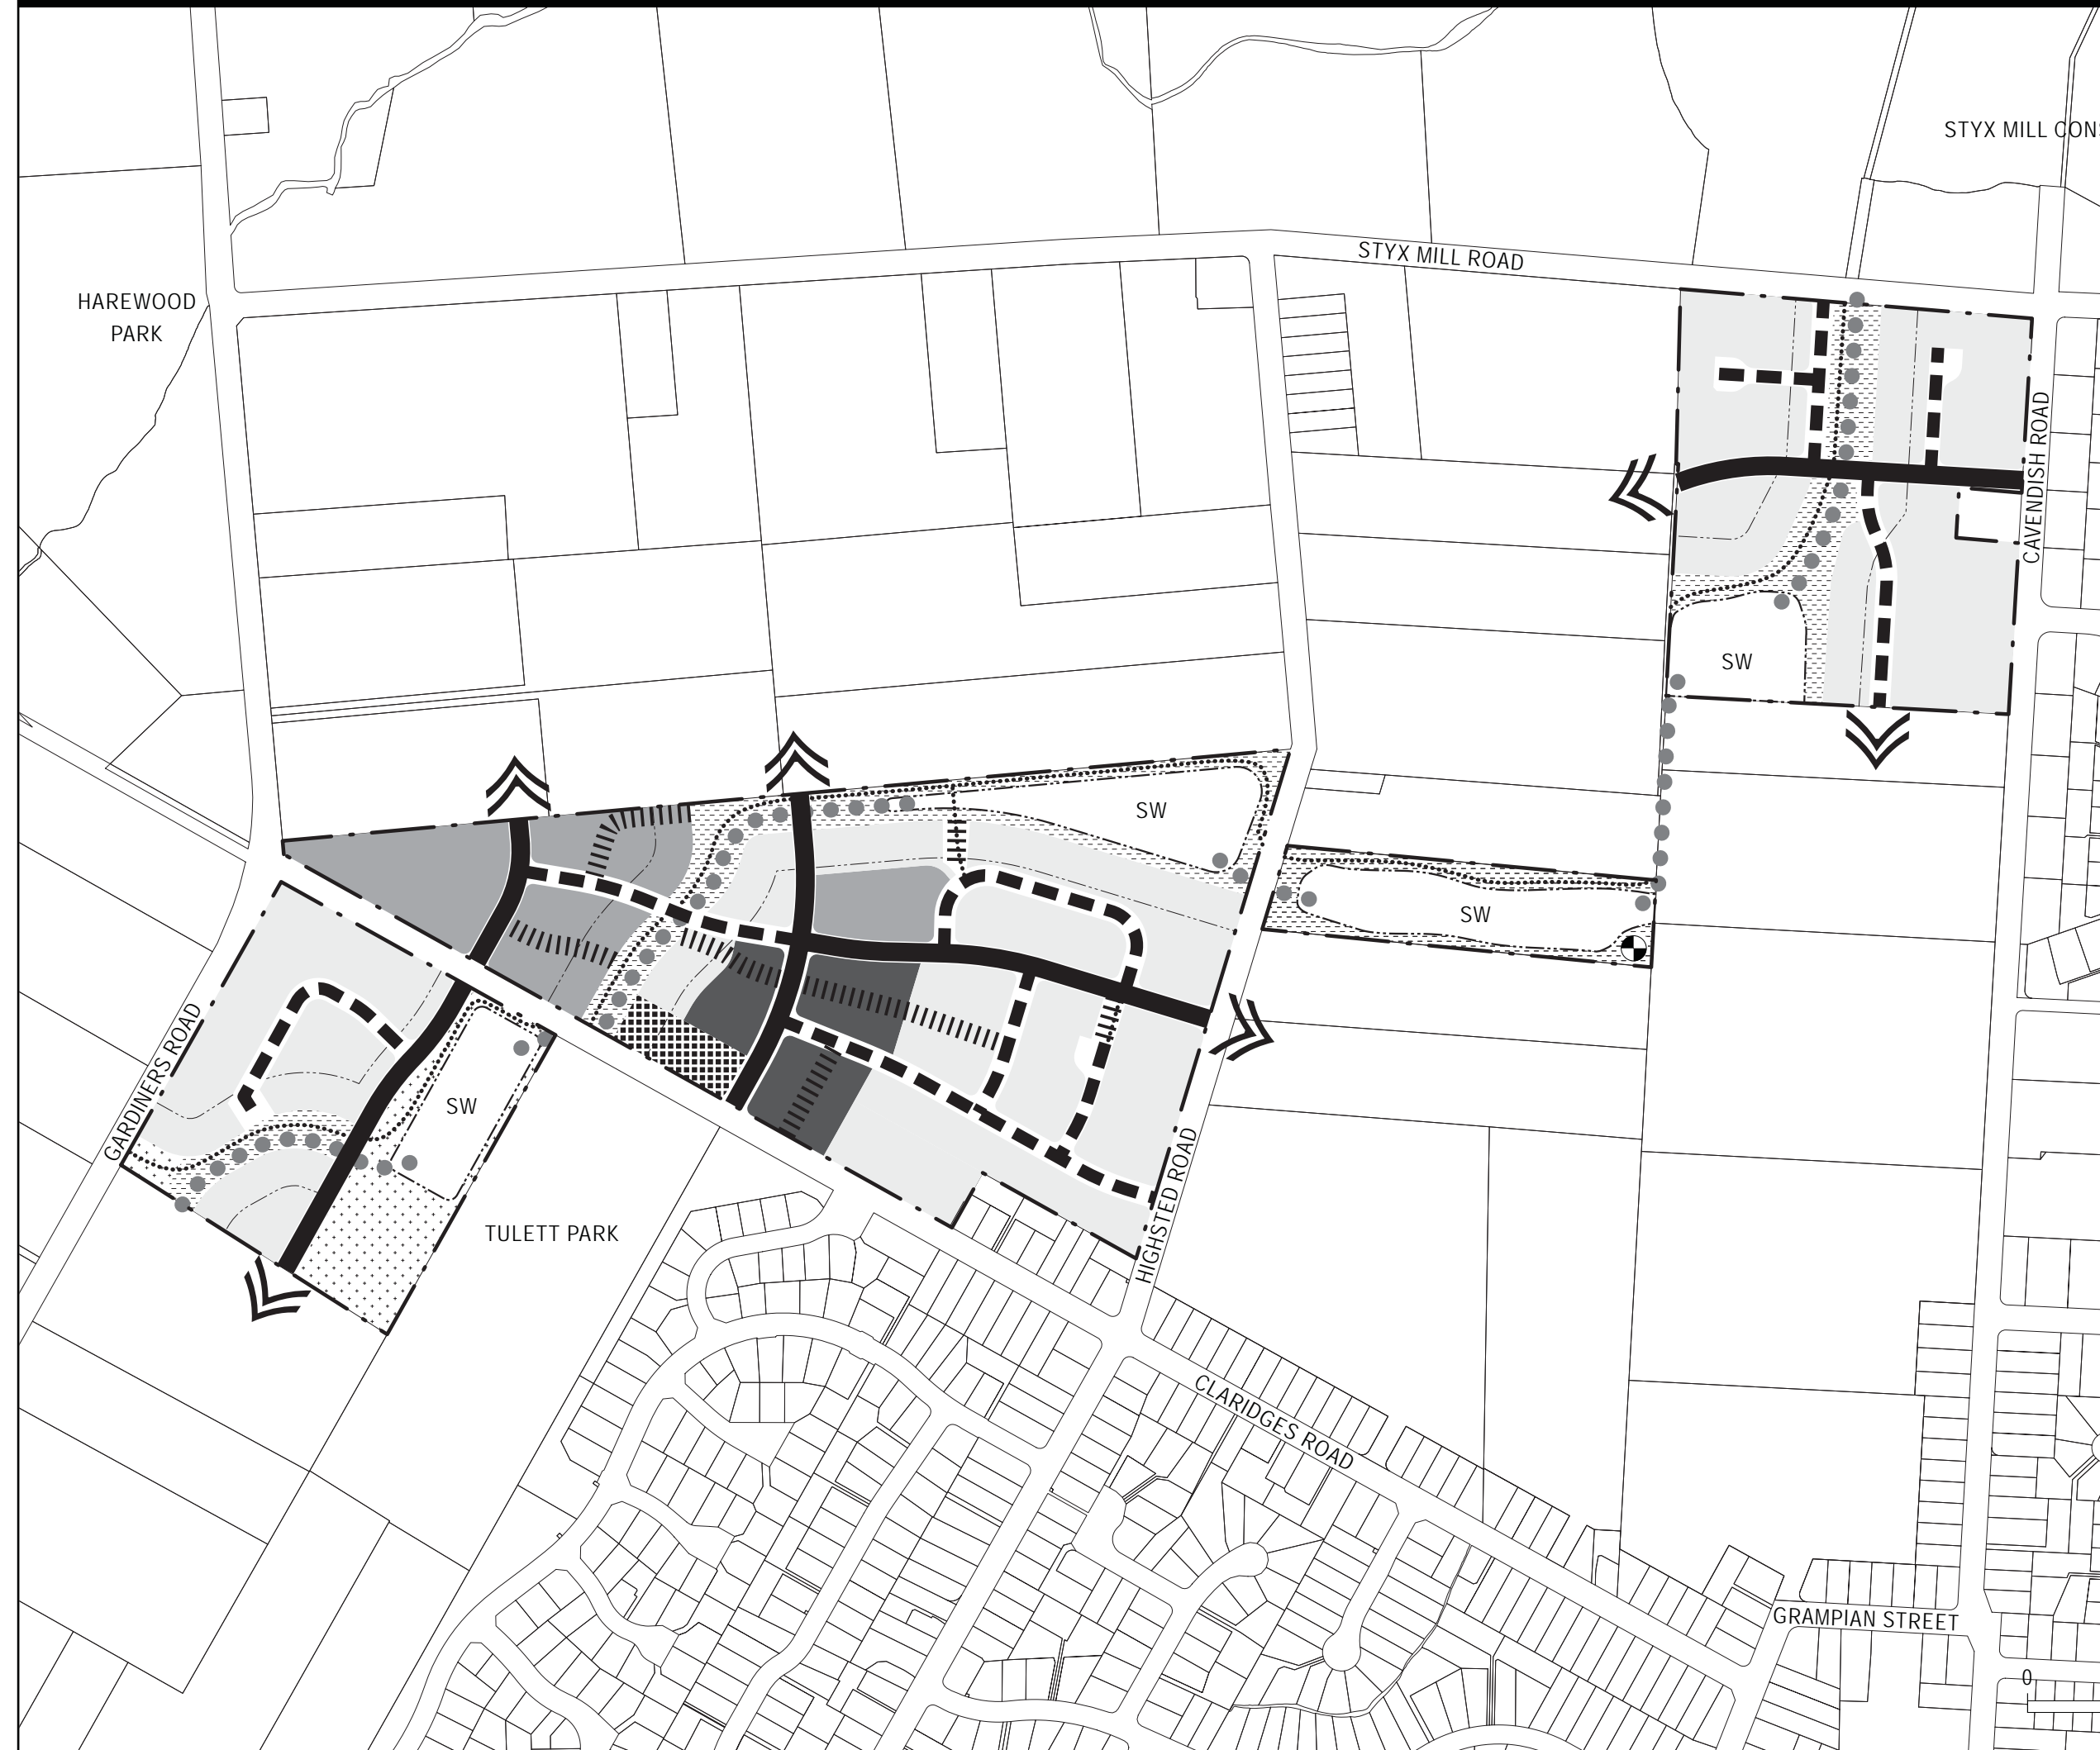 STYX MILL CONS
STYX MILL ROAD
HAREWOOD
PARK
CAVENDISH ROAD
SW
SW
SW
SW
GARDINERS ROAD
TULETT PARK
HIGHSTED ROAD
CLARIDGES ROAD
GRAMPIAN STREET
0